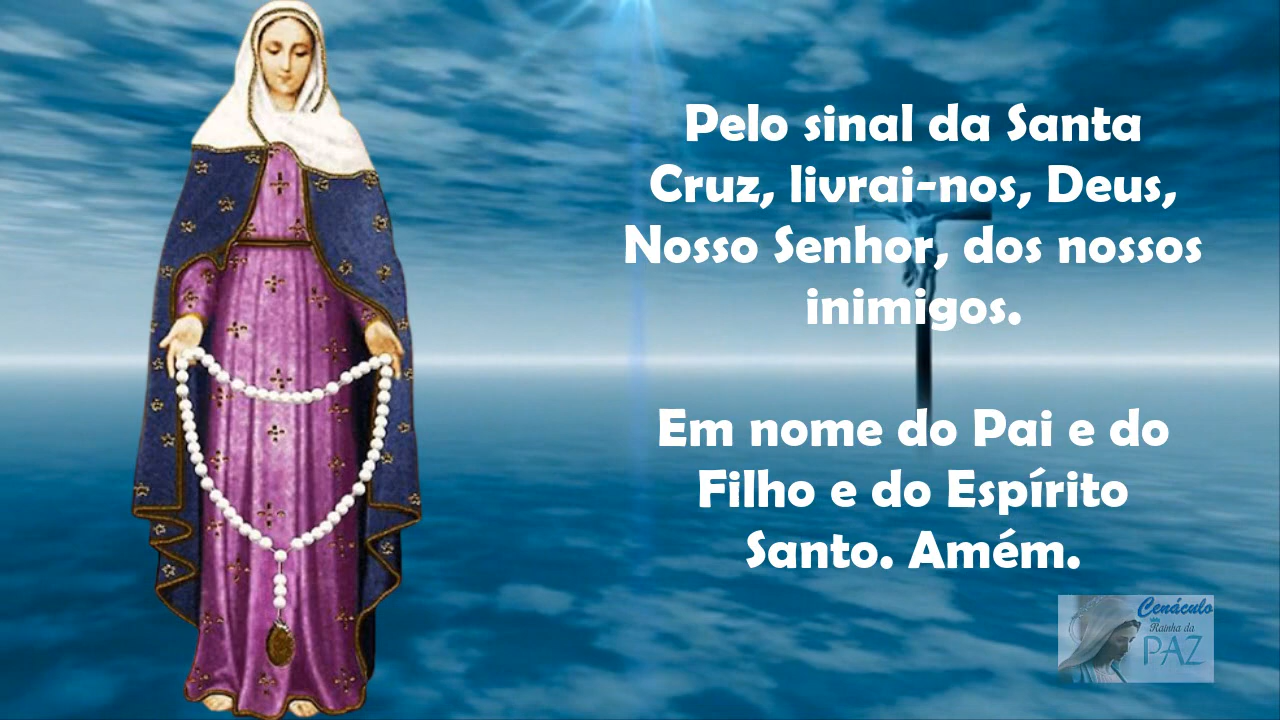 Pelo sinal da Santa
Cruz, livrai-nos, Deus,
Nosso Senhor, dos nossos
inimigos.
Em nome do Pai e do
Filho e do Espírito
Santo. Amém.
Cenáculo
Rainha da
PAZ